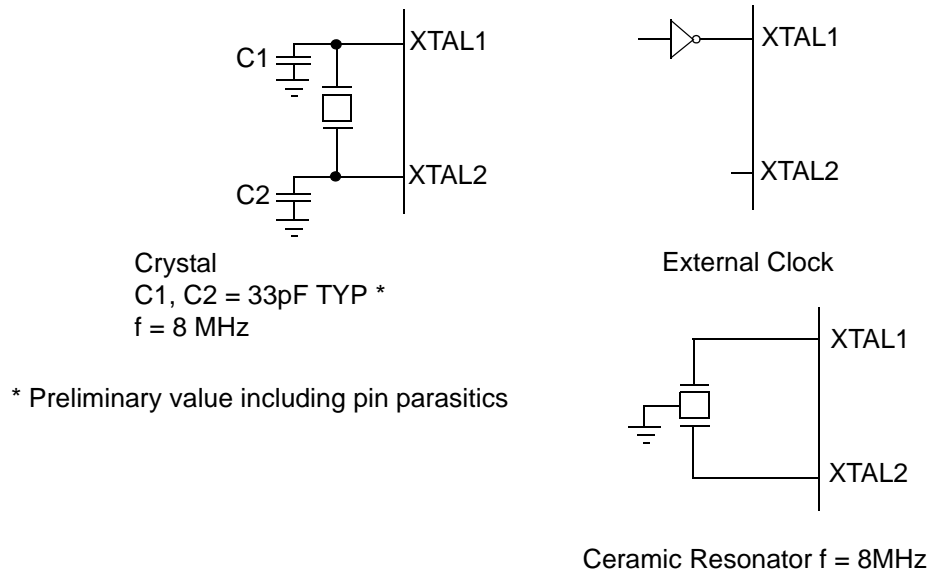 C1
XTAL1
C2
XTAL2
Crystal
C1, C2 = 33pF TYP *
f = 8 MHz
* Preliminary value including pin parasitics
XTAL1
XTAL2
External Clock
XTAL1
XTAL2
Ceramic Resonator f = 8MHz